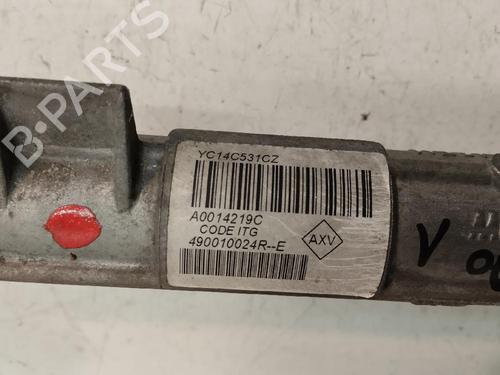 B-PARTS
YC14C531CZ
A0014219C
CODE ITG
490010024R--E
AXV
V